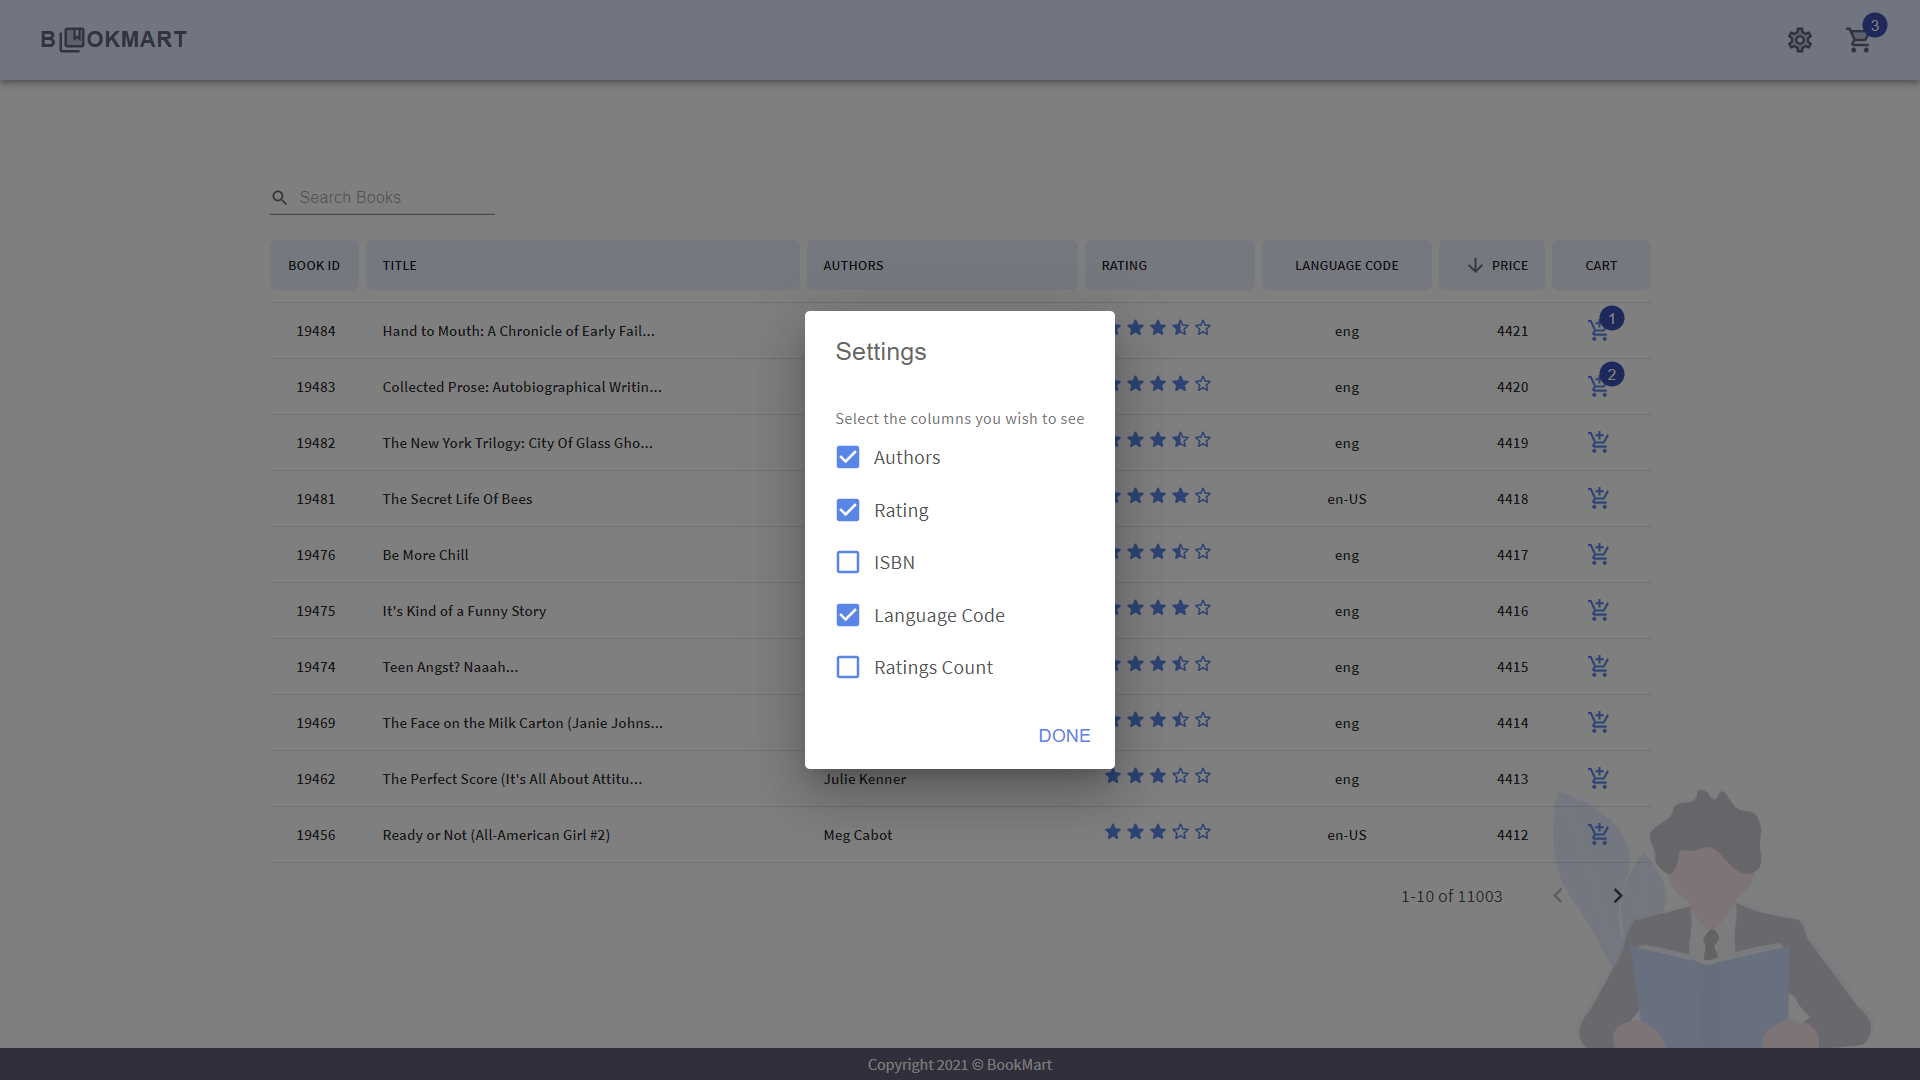 B OKMART
3
Search Books
BOOK ID TITLE AUTHORS RATING LANGUAGE CODE PRICE CART
19484 Hand to Mouth: A Chronicle of Early Fail... eng 4421 1
19483 Collected Prose: Autobiographical Writin... eng 4420 2
19482 The New York Trilogy: City Of Glass Gho... eng 4419
19481 The Secret Life Of Bees en-US 4418
19476 Be More Chill eng 4417
19475 It's Kind of a Funny Story eng 4416
19474 Teen Angst? Naaah... eng 4415
19469 The Face on the Milk Carton (Janie Johns... eng 4414
19462 The Perfect Score (It's All About Attitu... Julie Kenner eng 4413
19456 Ready or Not (All-American Girl #2) Meg Cabot en-US 4412
1-10 of 11003
Settings
Select the columns you wish to see
Authors
Rating
ISBN
Language Code
Ratings Count
DONE
Copyright 2021 © BookMart